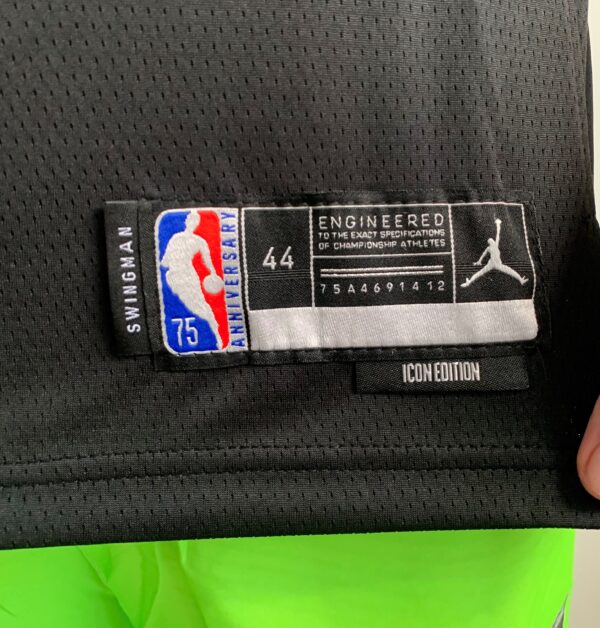 SWINGMAN
75
ANNIVERSARY
44
ENGINEERED
TO THE EXACT SPECIFICATIONS
OF CHAMPIONSHIP ATHLETES
75A4691412
ICON EDITION